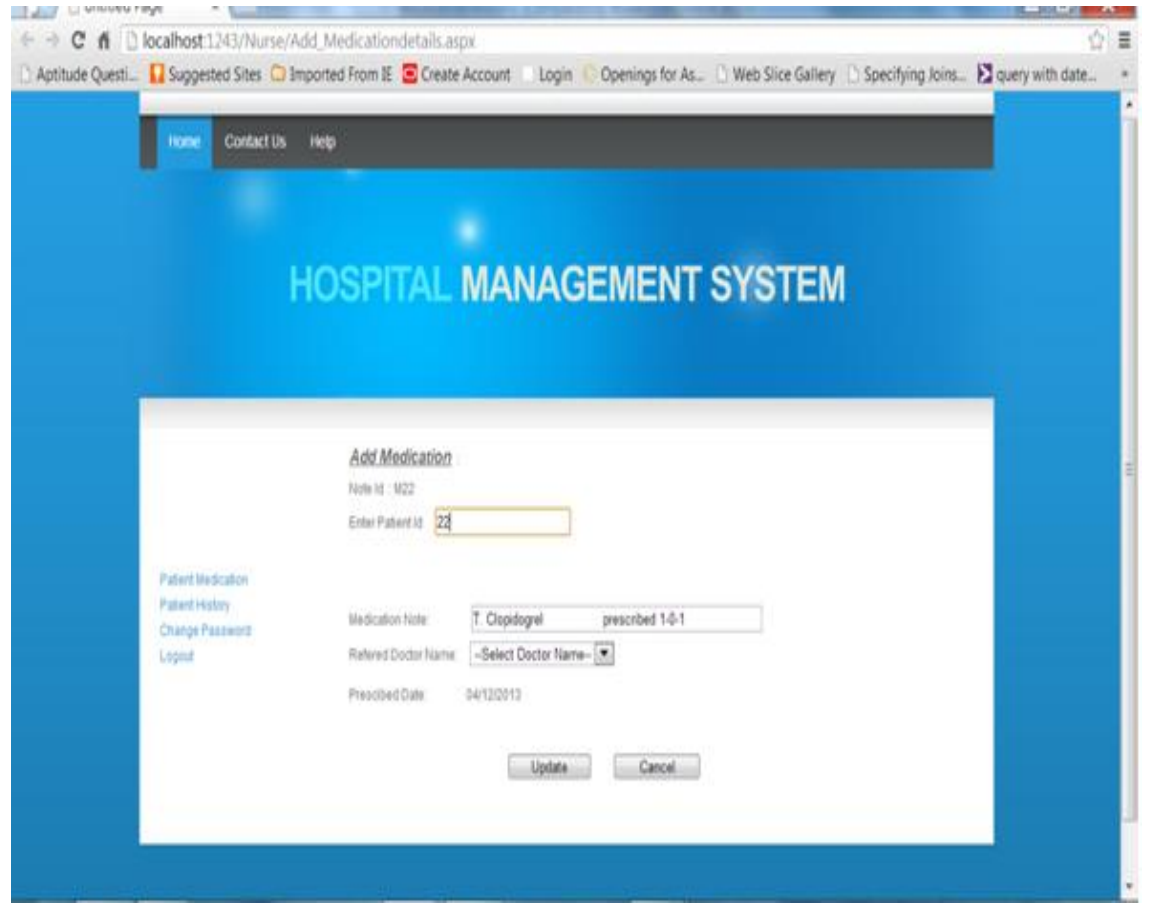 Untitled Page
localhost:1243/Nurse/Add_Medicationdetails.aspx
Aptitude Questi... Suggested Sites Imported From IE Create Account Login Openings for As... Web Slice Gallery Specifying Joins... query with date...
Home Contact Us Help
HOSPITAL MANAGEMENT SYSTEM
Add Medication
Note Id : M22
Enter Patient Id 22
Patient Medication
Patient History
Change Password
Logout
Medication Note: T. Clopidogrel prescribed 1-0-1
Refered Doctor Name: --Select Doctor Name--
Prescibed Date: 04/12/2013
Update Cancel